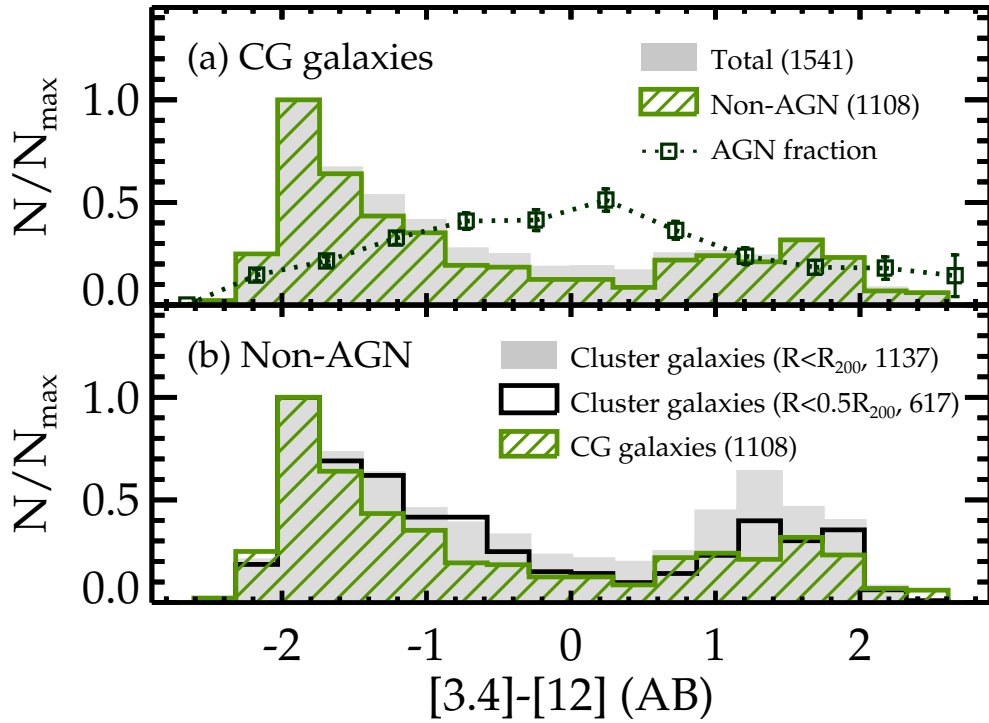 (a) CG galaxies
Total (1541)
Non-AGN (1108)
AGN fraction
N/N_max
1.0
0.5
0.0
(b) Non-AGN
Cluster galaxies (R<R_200, 1137)
Cluster galaxies (R<0.5R_200, 617)
CG galaxies (1108)
N/N_max
1.0
0.5
0.0
-2 -1 0 1 2
[3.4]-[12] (AB)